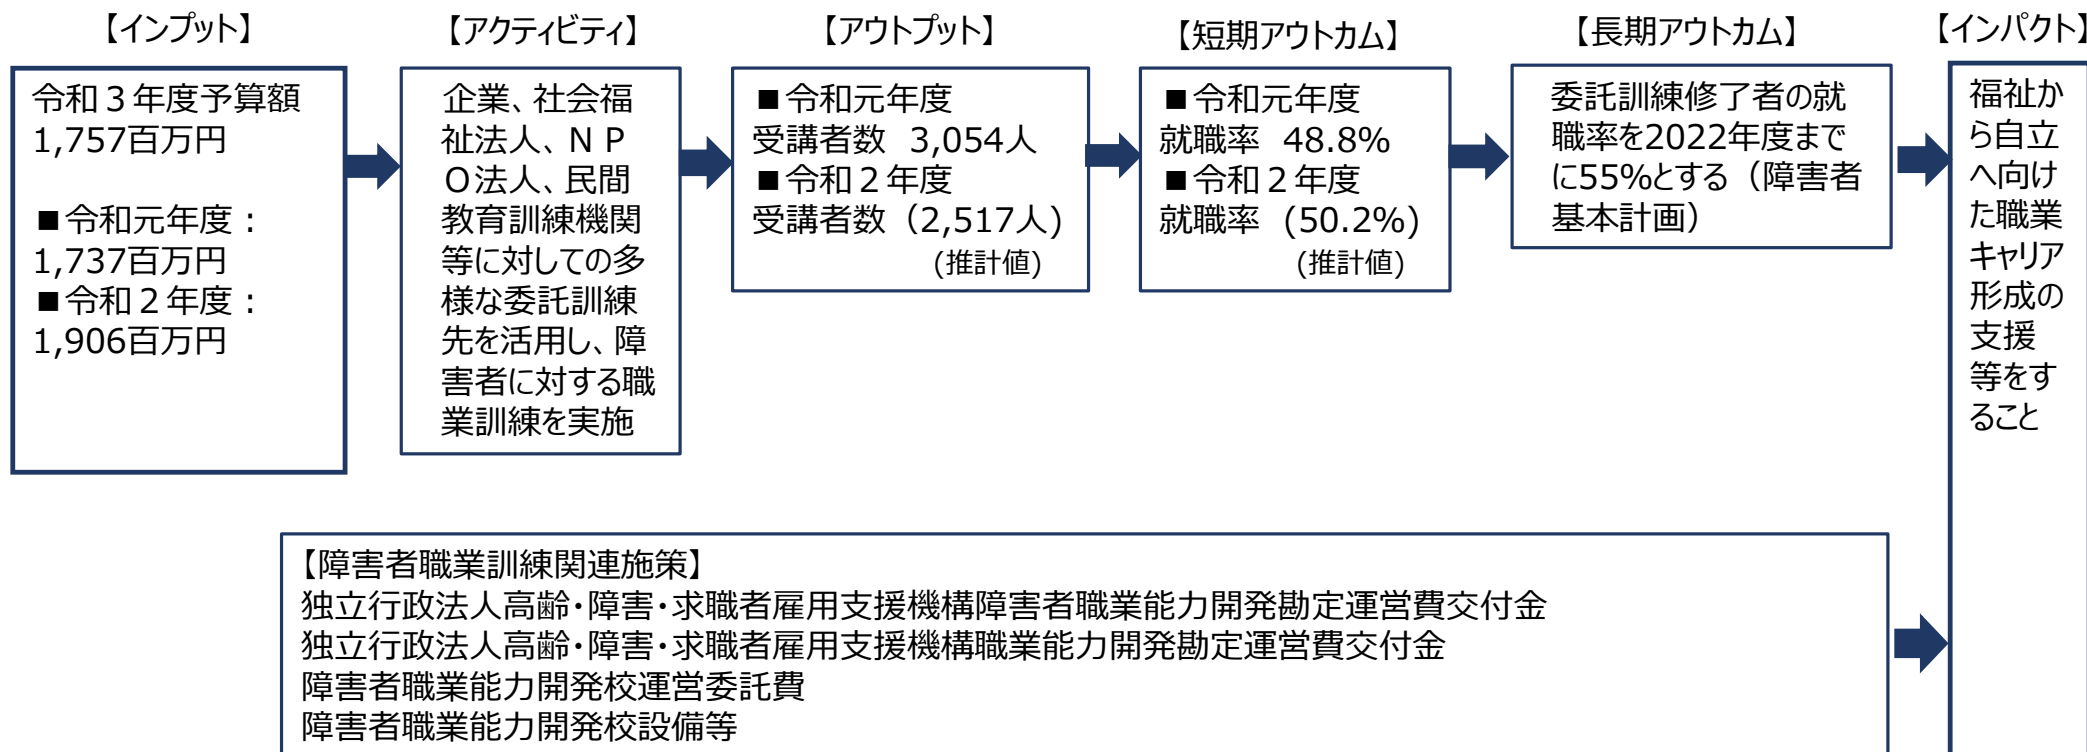 【インプット】
令和３年度予算額
1,757百万円
■令和元年度：
1,737百万円
■令和２年度：
1,906百万円
【アクティビティ】
企業、社会福
祉法人、ＮＰ
Ｏ法人、民間
教育訓練機関
等に対しての多
様な委託訓練
先を活用し、障
害者に対する職
業訓練を実施
【アウトプット】
■令和元年度
受講者数 3,054人
■令和２年度
受講者数（2,517人)
(推計値)
【短期アウトカム】
■令和元年度
就職率 48.8%
■令和２年度
就職率 (50.2%)
(推計値)
【長期アウトカム】
委託訓練修了者の就
職率を2022年度まで
に55%とする（障害者
基本計画）
【インパクト】
福祉か
ら自立
へ向け
た職業
キャリア
形成の
支援
等をす
ること
【障害者職業訓練関連施策】
独立行政法人高齢・障害・求職者雇用支援機構障害者職業能力開発勘定運営費交付金
独立行政法人高齢・障害・求職者雇用支援機構職業能力開発勘定運営費交付金
障害者職業能力開発校運営委託費
障害者職業能力開発校設備等